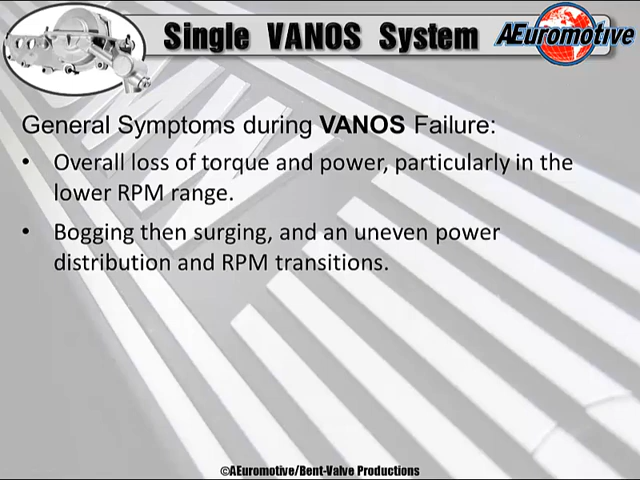 Single VANOS System
AEuromotive
General Symptoms during VANOS Failure:
• Overall loss of torque and power, particularly in the
lower RPM range.
• Bogging then surging, and an uneven power
distribution and RPM transitions.
©AEuromotive/Bent-Valve Productions